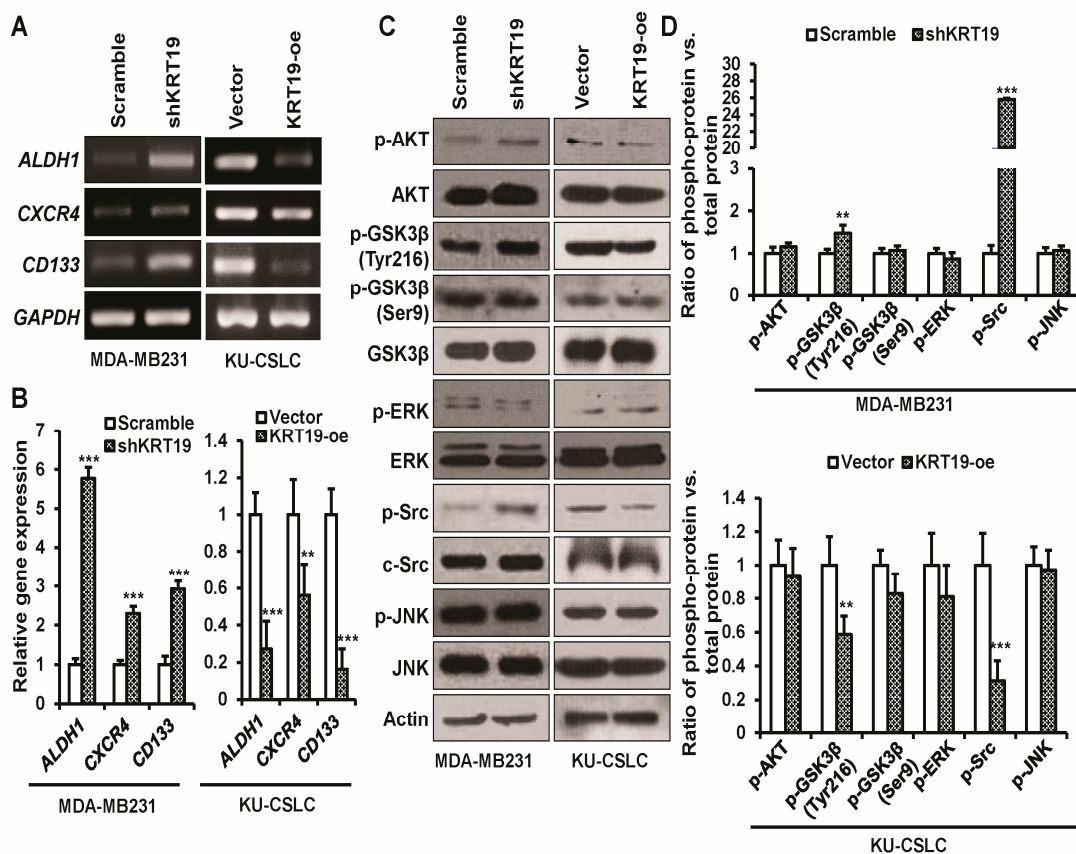 A
Scramble
shKRT19
Vector
KRT19-oe
ALDH1
CXCR4
CD133
GAPDH
MDA-MB231
KU-CSLC
B
Scramble
shKRT19
Relative gene expression
7
6
5
4
3
2
1
0
***
***
***
ALDH1
CXCR4
CD133
MDA-MB231
Vector
KRT19-oe
1.4
1.2
1
0.8
0.6
0.4
0.2
0
***
**
***
ALDH1
CXCR4
CD133
KU-CSLC
C
Scramble
shKRT19
Vector
KRT19-oe
p-AKT
AKT
p-GSK3β
(Tyr216)
p-GSK3β
(Ser9)
GSK3β
p-ERK
ERK
p-Src
c-Src
p-JNK
JNK
Actin
MDA-MB231
KU-CSLC
D
Scramble
shKRT19
Ratio of phospho-protein vs.
total protein
30
28
26
24
22
20
3
2
1
0
**
***
p-AKT
p-GSK3β
(Tyr216)
p-GSK3β
(Ser9)
p-ERK
p-Src
p-JNK
MDA-MB231
Vector
KRT19-oe
Ratio of phospho-protein vs.
total protein
1.4
1.2
1
0.8
0.6
0.4
0.2
0
**
***
p-AKT
p-GSK3β
(Tyr216)
p-GSK3β
(Ser9)
p-ERK
p-Src
p-JNK
KU-CSLC